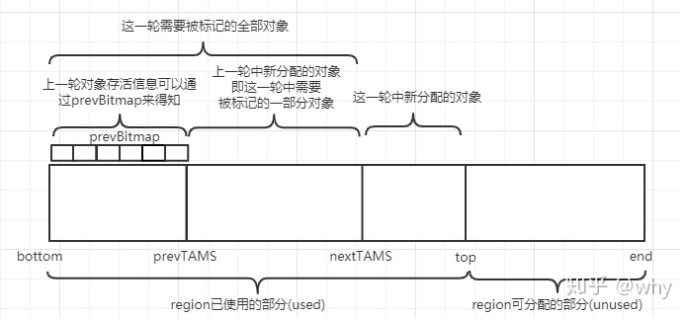 这一轮需要被标记的全部对象
上一轮对象存活信息可以通
过prevBitmap来得知
上一轮中新分配的对象
即这一轮中需要
被标记的一部分对象
这一轮中新分配的对象
prevBitmap
bottom
prevTAMS
nextTAMS
top
end
region已使用的部分(used)
region可分配的部分(unused)
知乎 @why